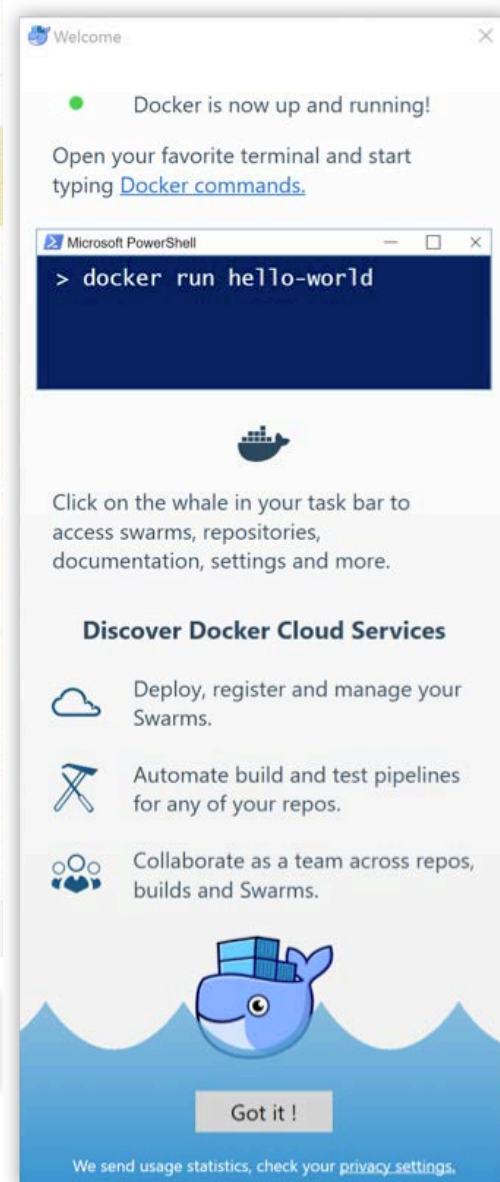 Welcome
Docker is now up and running!
Open your favorite terminal and start
typing Docker commands.
Microsoft PowerShell
> docker run hello-world
Click on the whale in your task bar to
access swarms, repositories,
documentation, settings and more.
Discover Docker Cloud Services
Deploy, register and manage your
Swarms.
Automate build and test pipelines
for any of your repos.
Collaborate as a team across repos,
builds and Swarms.
Got it !
We send usage statistics, check your privacy settings.